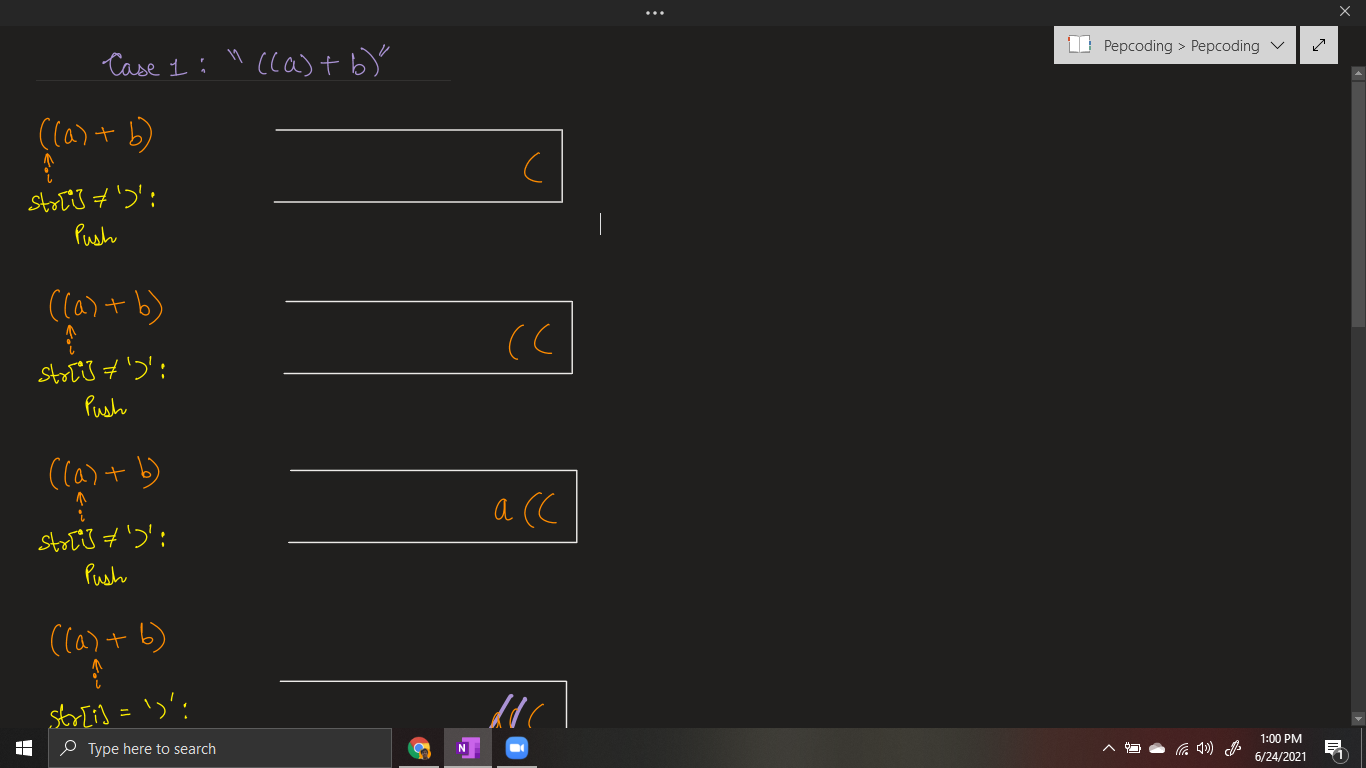 Pepcoding > Pepcoding
Case 1 : "((a) + b)"
((a) + b)
(
i
str[i] ≠ ')' :
Push
((a) + b)
( (
i
str[i] ≠ ')' :
Push
((a) + b)
a ( (
i
str[i] ≠ ')' :
Push
((a) + b)
i
str[i] = ')' :
(
Type here to search
N
1:00 PM
6/24/2021
1